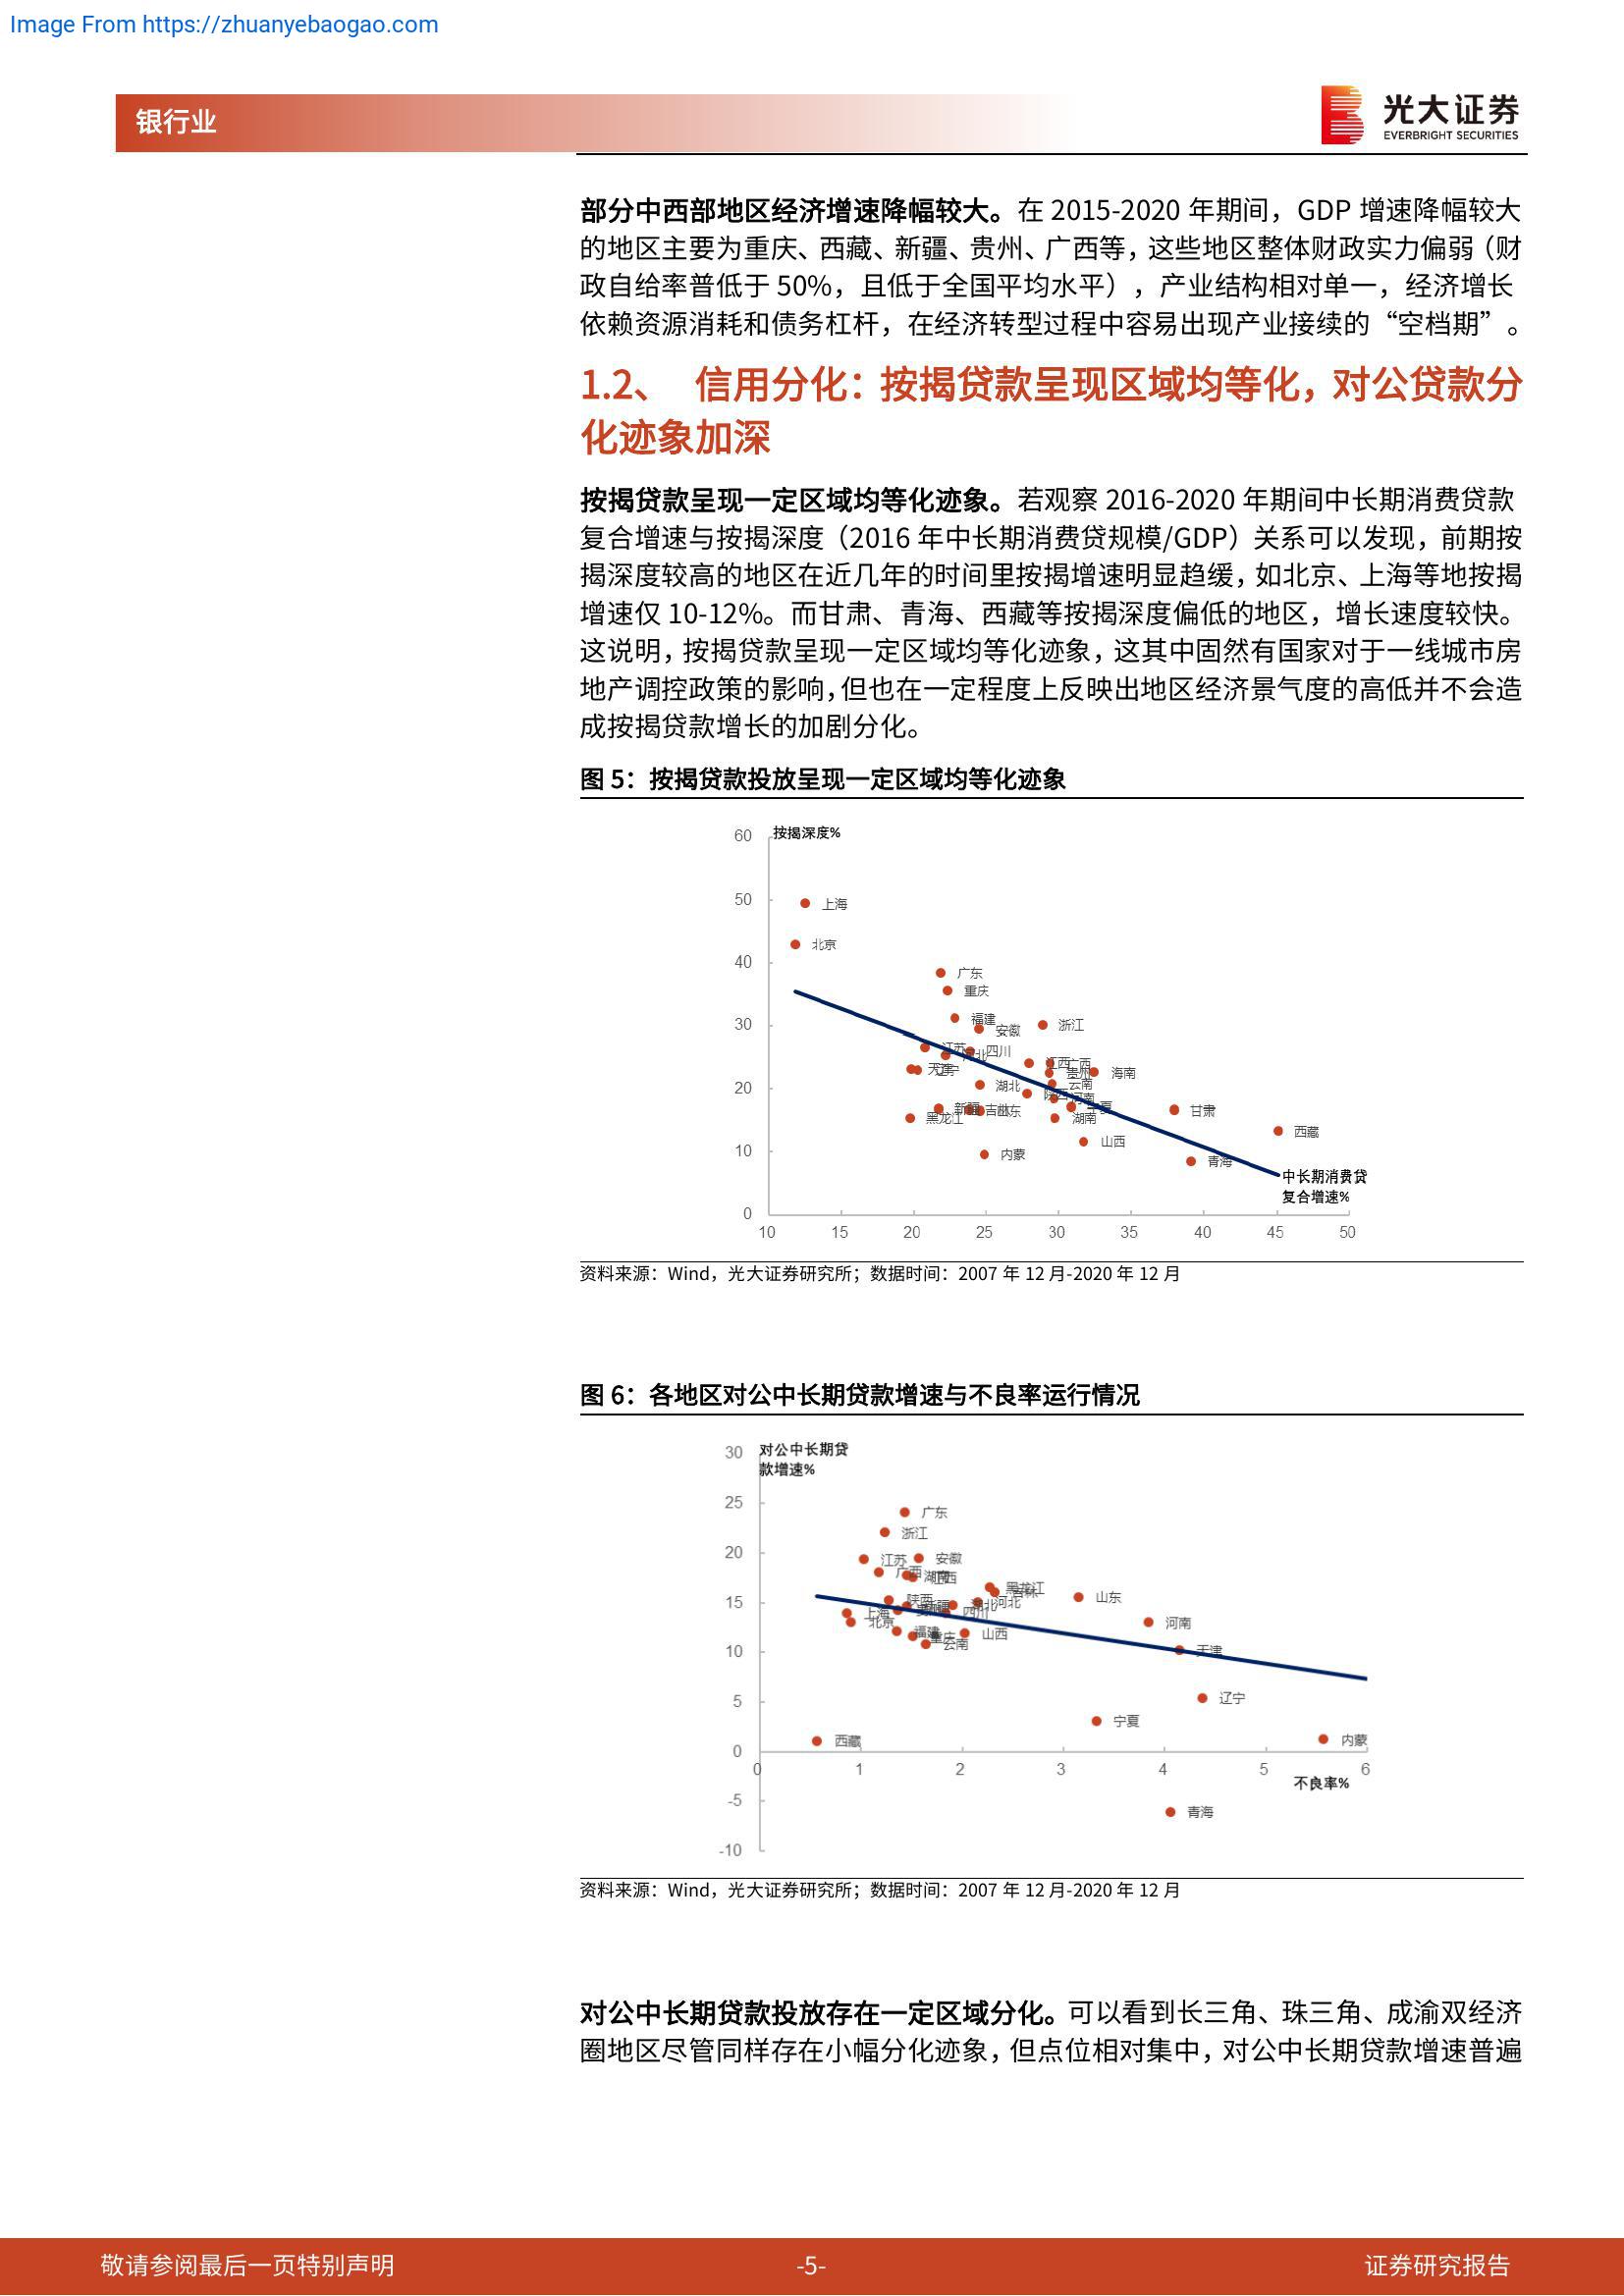 Image From https://zhuanyebaogao.com
银行业
光大证券
EVERBRIGHT SECURITIES
部分中西部地区经济增速降幅较大。在 2015-2020 年期间，GDP 增速降幅较大
的地区主要为重庆、西藏、新疆、贵州、广西等，这些地区整体财政实力偏弱（财
政自给率普低于 50%，且低于全国平均水平），产业结构相对单一，经济增长
依赖资源消耗和债务杠杆，在经济转型过程中容易出现产业接续的“空档期”。
1.2、 信用分化：按揭贷款呈现区域均等化，对公贷款分
化迹象加深
按揭贷款呈现一定区域均等化迹象。若观察 2016-2020 年期间中长期消费贷款
复合增速与按揭深度（2016 年中长期消费贷规模/GDP）关系可以发现，前期按
揭深度较高的地区在近几年的时间里按揭增速明显趋缓，如北京、上海等地按揭
增速仅 10-12%。而甘肃、青海、西藏等按揭深度偏低的地区，增长速度较快。
这说明，按揭贷款呈现一定区域均等化迹象，这其中固然有国家对于一线城市房
地产调控政策的影响，但也在一定程度上反映出地区经济景气度的高低并不会造
成按揭贷款增长的加剧分化。
图 5：按揭贷款投放呈现一定区域均等化迹象
60
按揭深度%
50
上海
北京
40
广东
重庆
30
福建
安徽
浙江
江苏
四川
江西
广西
天津
贵州
海南
20
湖北
云南
河南
新疆
吉林
甘肃
黑龙江
湖南
西藏
山西
10
内蒙
青海
中长期消费贷
复合增速%
0
10 15 20 25 30 35 40 45 50
资料来源：Wind，光大证券研究所；数据时间：2007 年 12 月-2020 年 12 月
图 6：各地区对公中长期贷款增速与不良率运行情况
30
对公中长期贷
款增速%
25
广东
浙江
20
江苏
安徽
广西
湖南
黑龙江
吉林
山东
15
陕西
湖北
河北
上海
四川
北京
河南
福建
重庆
山西
云南
10
天津
5
辽宁
宁夏
西藏
内蒙
0
0 1 2 3 4 5 6
不良率%
-5
青海
-10
资料来源：Wind，光大证券研究所；数据时间：2007 年 12 月-2020 年 12 月
对公中长期贷款投放存在一定区域分化。可以看到长三角、珠三角、成渝双经济
圈地区尽管同样存在小幅分化迹象，但点位相对集中，对公中长期贷款增速普遍
敬请参阅最后一页特别声明
-5-
证券研究报告